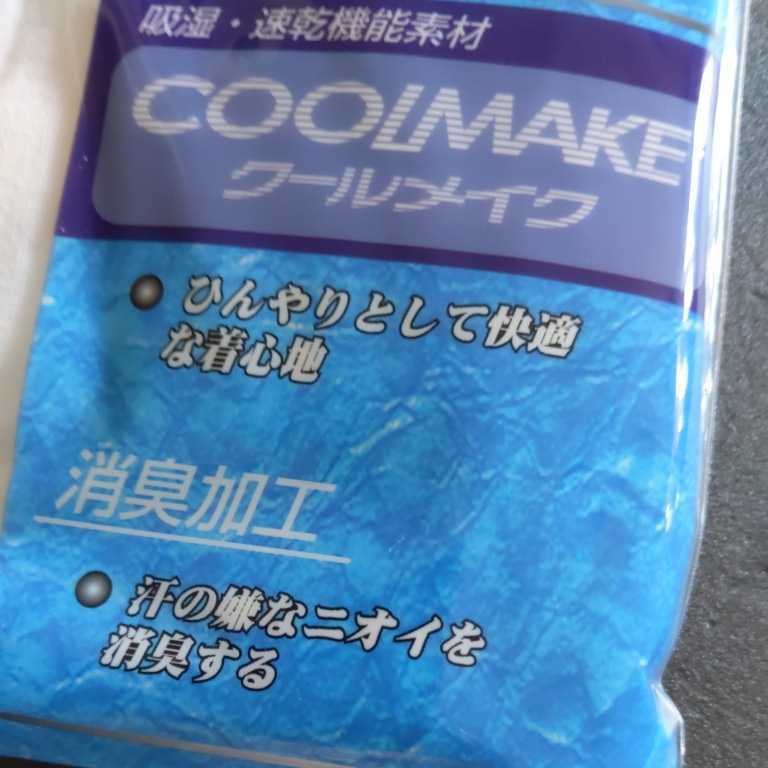 吸湿・速乾機能素材
COOLMAKE
クールメイク
ひんやりとして快適
な着心地
消臭加工
汗の嫌なニオイを
消臭する